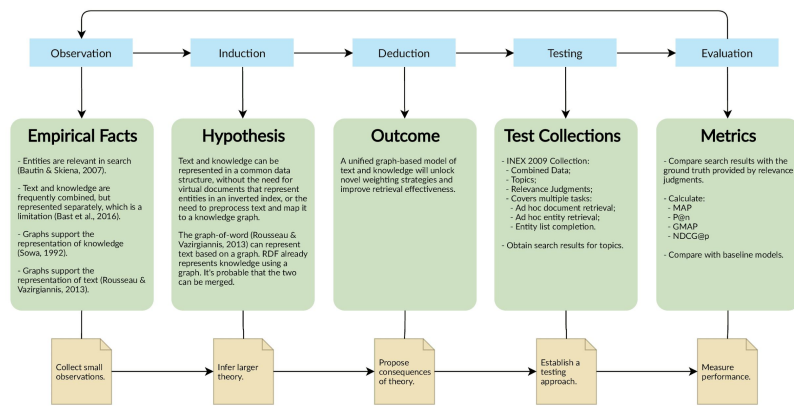 Observation
Induction
Deduction
Testing
Evaluation
Empirical Facts
- Entities are relevant in search
(Bautin & Skiena, 2007).
- Text and knowledge are
frequently combined, but
represented separately, which is a
limitation (Bast et al., 2016).
- Graphs support the
representation of knowledge
(Sowa, 1992).
- Graphs support the
representation of text (Rousseau &
Vazirgiannis, 2013).
Hypothesis
Text and knowledge can be
represented in a common data
structure, without the need for
virtual documents that represent
entities in an inverted index, or the
need to preprocess text and map it
to a knowledge graph.
The graph-of-word (Rousseau &
Vazirgiannis, 2013) can represent
text based on a graph. RDF already
represents knowledge using a
graph. It's probable that the two
can be merged.
Outcome
A unified graph-based model of
text and knowledge will unlock
novel weighting strategies and
improve retrieval effectiveness.
Test Collections
- INEX 2009 Collection:
- Combined Data;
- Topics;
- Relevance Judgments;
- Covers multiple tasks:
- Ad hoc document retrieval;
- Ad hoc entity retrieval;
- Entity list completion.
- Obtain search results for topics.
Metrics
- Compare search results with the
ground truth provided by relevance
judgments.
- Calculate:
- MAP
- P@n
- GMAP
- NDCG@p
- Compare with baseline models.
Collect small
observations.
Infer larger
theory.
Propose
consequences
of theory.
Establish a
testing
approach.
Measure
performance.